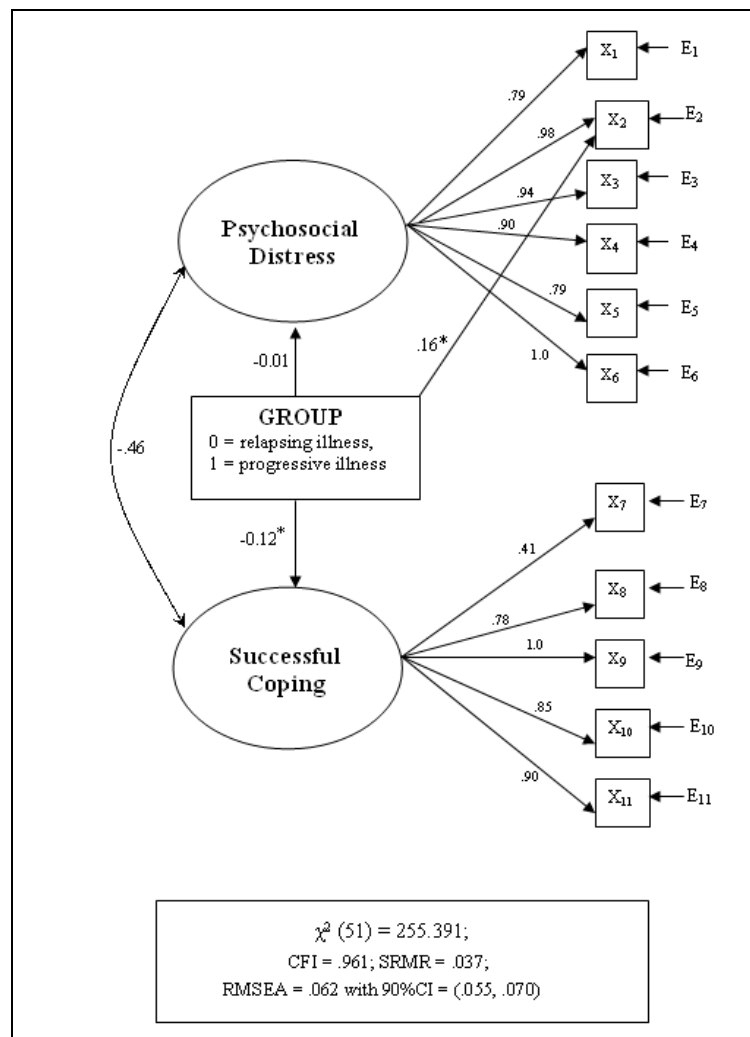 X₁ E₁
.79
X₂ E₂
.98
X₃ E₃
.94
Psychosocial
Distress
.90
X₄ E₄
.79
X₅ E₅
.16*
1.0
X₆ E₆
-0.01
GROUP
0 = relapsing illness,
1 = progressive illness
-.46
-0.12*
X₇ E₇
.41
X₈ E₈
.78
1.0
X₉ E₉
Successful
Coping
.85
X₁₀ E₁₀
.90
X₁₁ E₁₁
χ² (51) = 255.391;
CFI = .961; SRMR = .037;
RMSEA = .062 with 90%CI = (.055, .070)